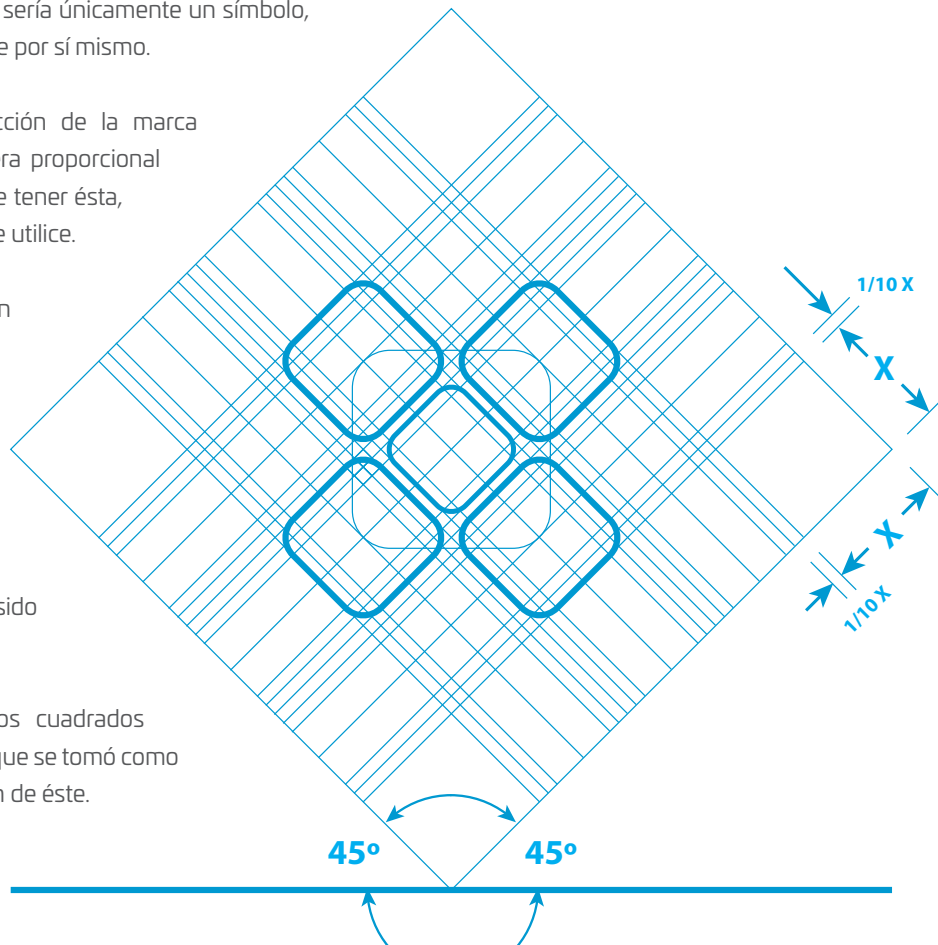 sería únicamente un símbolo,
e por sí mismo.
cción de la marca
era proporcional
e tener ésta,
e utilice.
n
sido
os cuadrados
que se tomó como
n de éste.
1/10 X
X
X
1/10 X
45º
45º